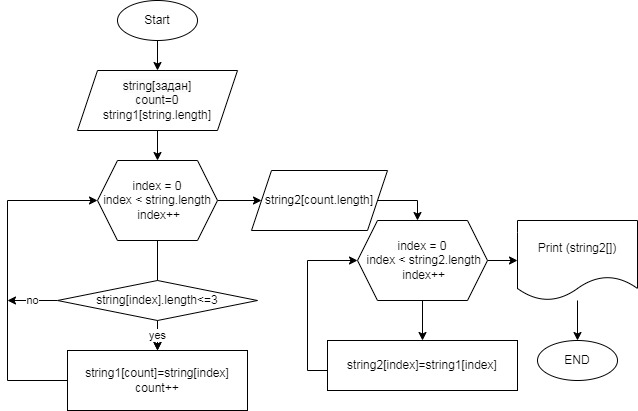 Start
string[задан]
count=0
string1[string.length]
index = 0
index < string.length
index++
string2[count.length]
index = 0
index < string2.length
index++
Print (string2[])
no
string[index].length<=3
yes
string1[count]=string[index]
count++
string2[index]=string1[index]
END